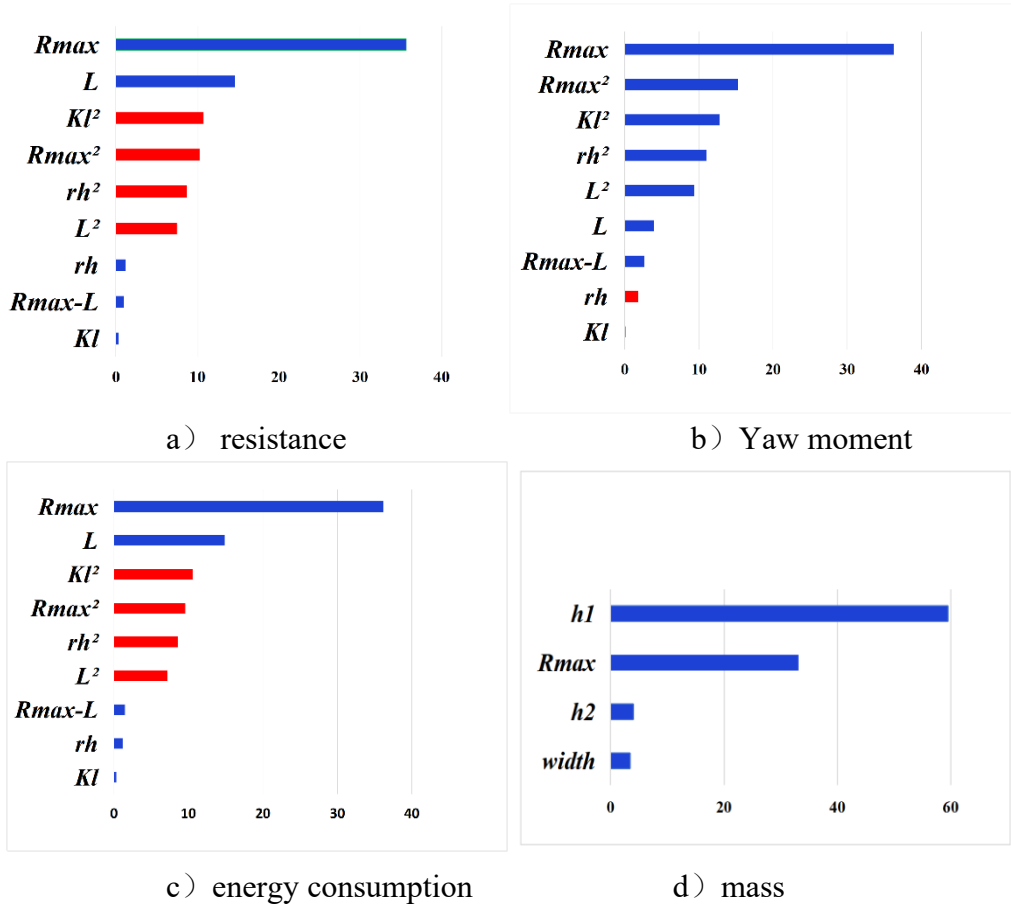 Rmax
L
Kl²
Rmax²
rh²
L²
rh
Rmax-L
Kl
0 10 20 30 40
a） resistance
Rmax
Rmax²
Kl²
rh²
L²
L
Rmax-L
rh
Kl
0 10 20 30 40
b）Yaw moment
Rmax
L
Kl²
Rmax²
rh²
L²
Rmax-L
rh
Kl
0 10 20 30 40
c）energy consumption
h1
Rmax
h2
width
0 20 40 60
d）mass